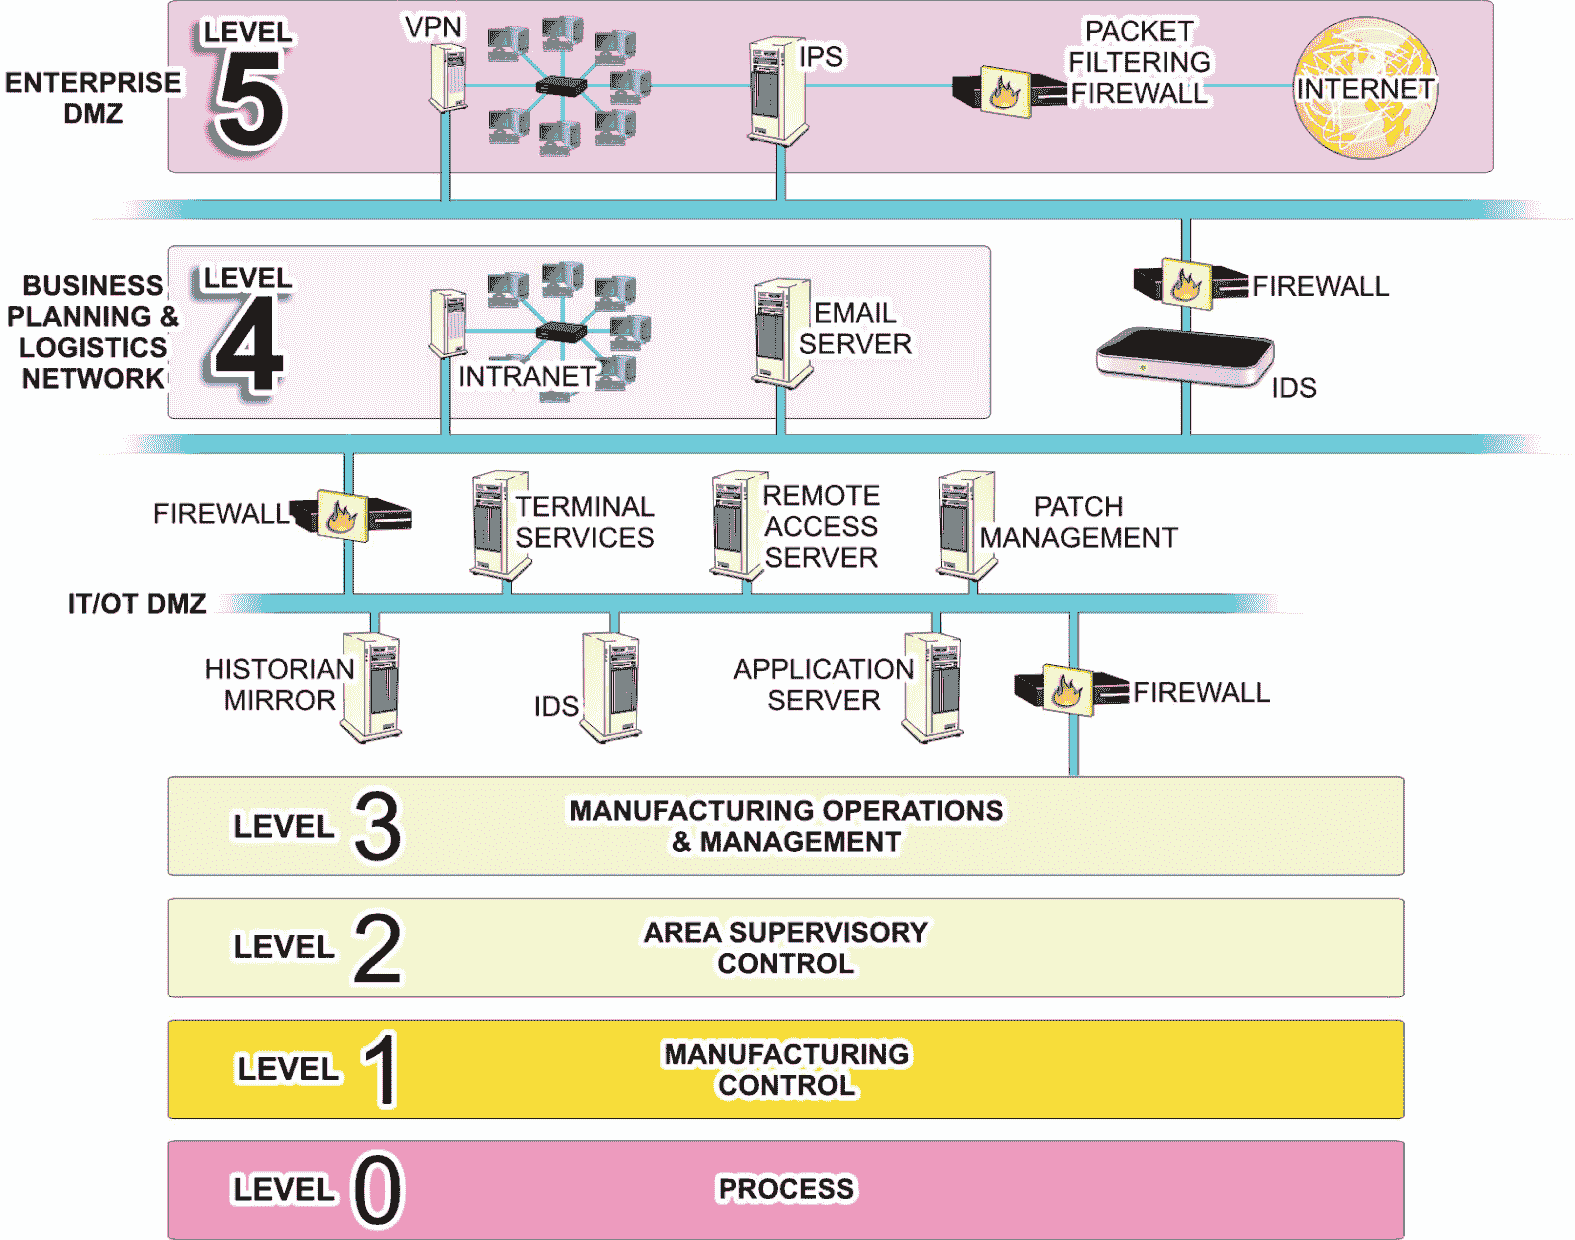 ENTERPRISE
DMZ
LEVEL
5
VPN
IPS
PACKET
FILTERING
FIREWALL
INTERNET
BUSINESS
PLANNING &
LOGISTICS
NETWORK
LEVEL
4
INTRANET
EMAIL
SERVER
FIREWALL
IDS
FIREWALL
TERMINAL
SERVICES
REMOTE
ACCESS
SERVER
PATCH
MANAGEMENT
IT/OT DMZ
HISTORIAN
MIRROR
IDS
APPLICATION
SERVER
FIREWALL
LEVEL 3
MANUFACTURING OPERATIONS
& MANAGEMENT
LEVEL 2
AREA SUPERVISORY
CONTROL
LEVEL 1
MANUFACTURING
CONTROL
LEVEL 0
PROCESS